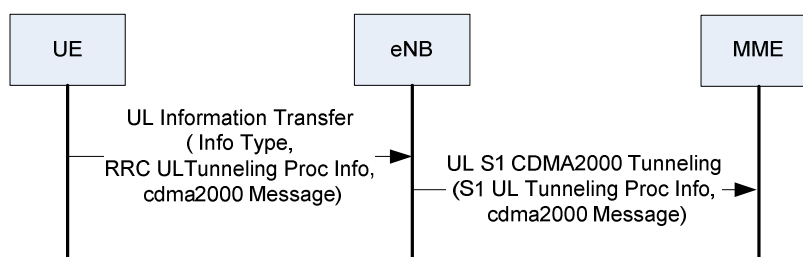 UE
eNB
MME
UL Information Transfer
( Info Type,
RRC ULTunneling Proc Info,
cdma2000 Message)
UL S1 CDMA2000 Tunneling
(S1 UL Tunneling Proc Info,
cdma2000 Message)